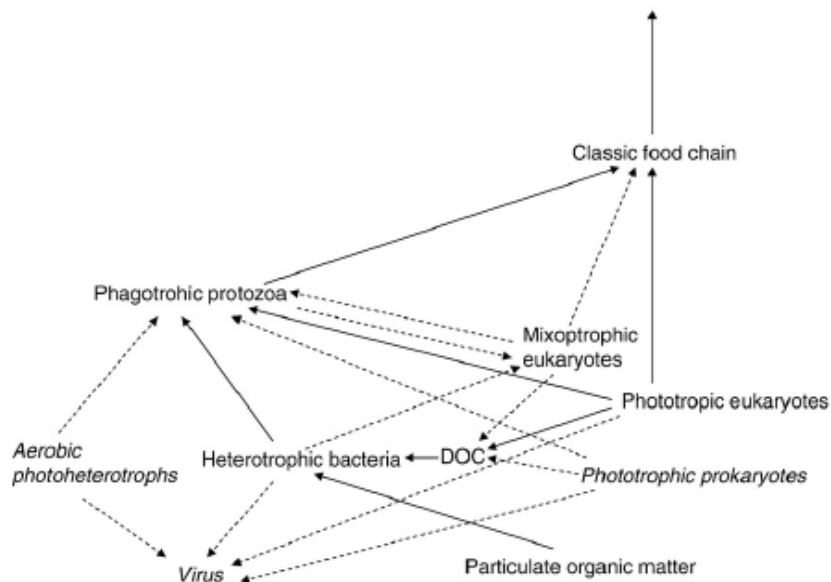 Classic food chain
Phagotrohic protozoa
Mixoptrophic
eukaryotes
Phototropic eukaryotes
Aerobic
photoheterotrophs
Heterotrophic bacteria
DOC
Phototrophic prokaryotes
Particulate organic matter
Virus